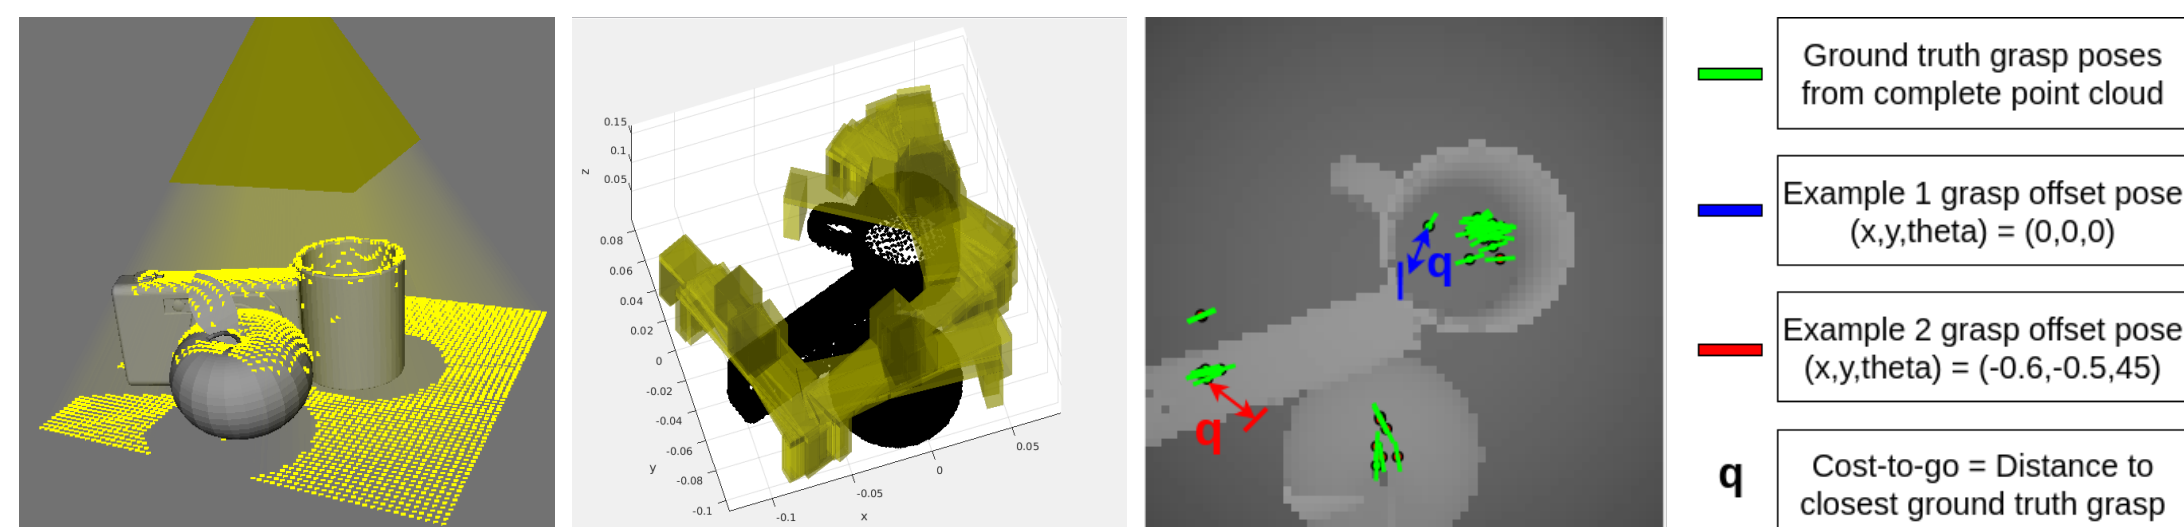 0.15
0.1
0.05
z
0.08
0.06
0.04
0.02
0
-0.02
-0.04
-0.06
-0.08
-0.1
y
-0.1
-0.05
0
0.05
x
q
q
Ground truth grasp poses
from complete point cloud
Example 1 grasp offset pose
(x,y,theta) = (0,0,0)
Example 2 grasp offset pose
(x,y,theta) = (-0.6,-0.5,45)
q
Cost-to-go = Distance to
closest ground truth grasp